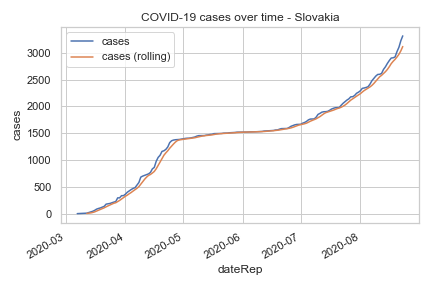 COVID-19 cases over time - Slovakia
cases
cases (rolling)
cases
3000
2500
2000
1500
1000
500
0
2020-03
2020-04
2020-05
2020-06
2020-07
2020-08
dateRep